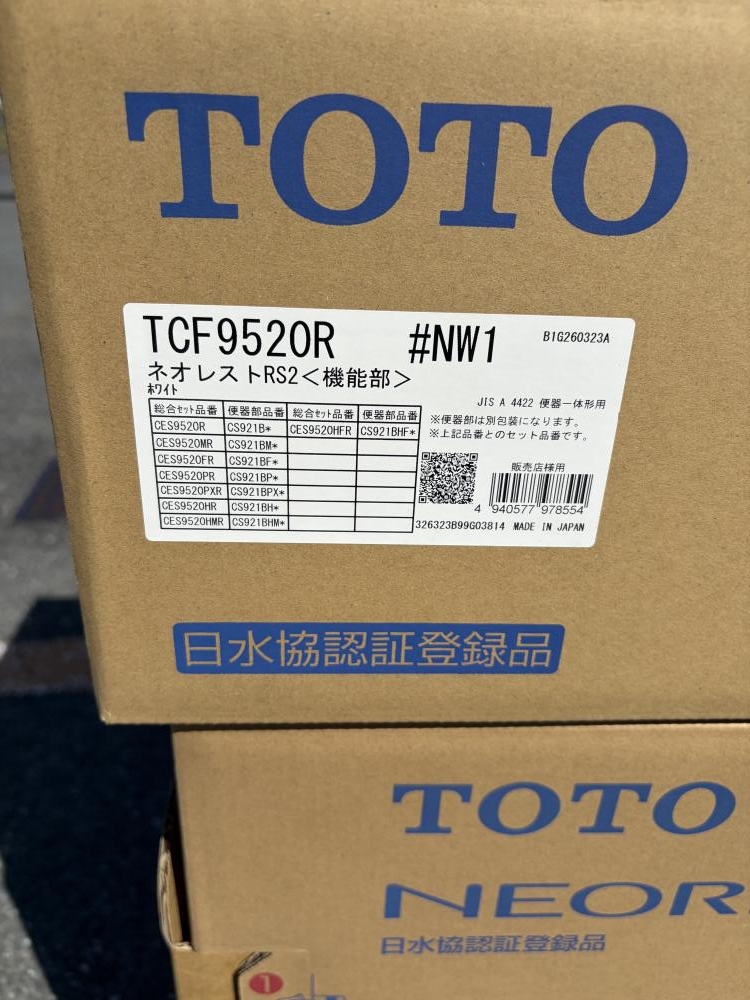 TOTO
TCF9520R #NW1 B1G260323A
ネオレストRS2<機能部>
ホワイト
JIS A 4422 便器一体形用
総合セット品番 便器部品番 総合セット品番 便器部品番
CES9520R CS921B* CES9520HFR CS921BHF*
CES9520MR CS921BM*
CES9520FR CS921BF*
CES9520PR CS921BP*
CES9520PXR CS921BPX*
CES9520HR CS921BH*
CES9520HMR CS921BHM*
※便器部は別包装になります。
※上記品番とのセット品番です。
販売店様用
4 940577 978554
326323B99G03814 MADE IN JAPAN
日水協認証登録品
TOTO
NEOR
日水協認証登録品
1